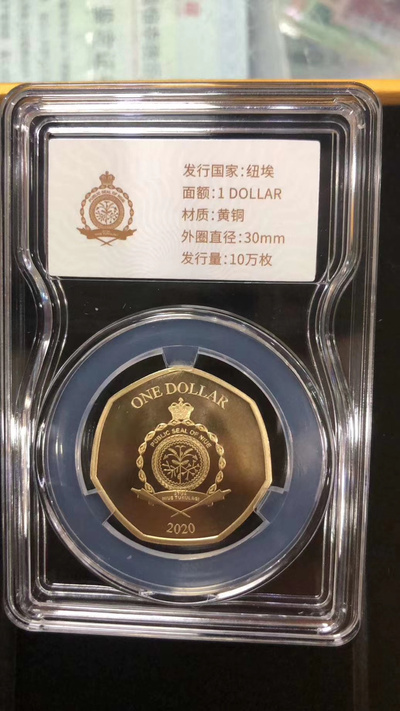 发行国家：纽埃
面额：1 DOLLAR
材质：黄铜
外圈直径：30mm
发行量：10万枚
ONE DOLLAR
PUBLIC SEAL OF NIUE
2020